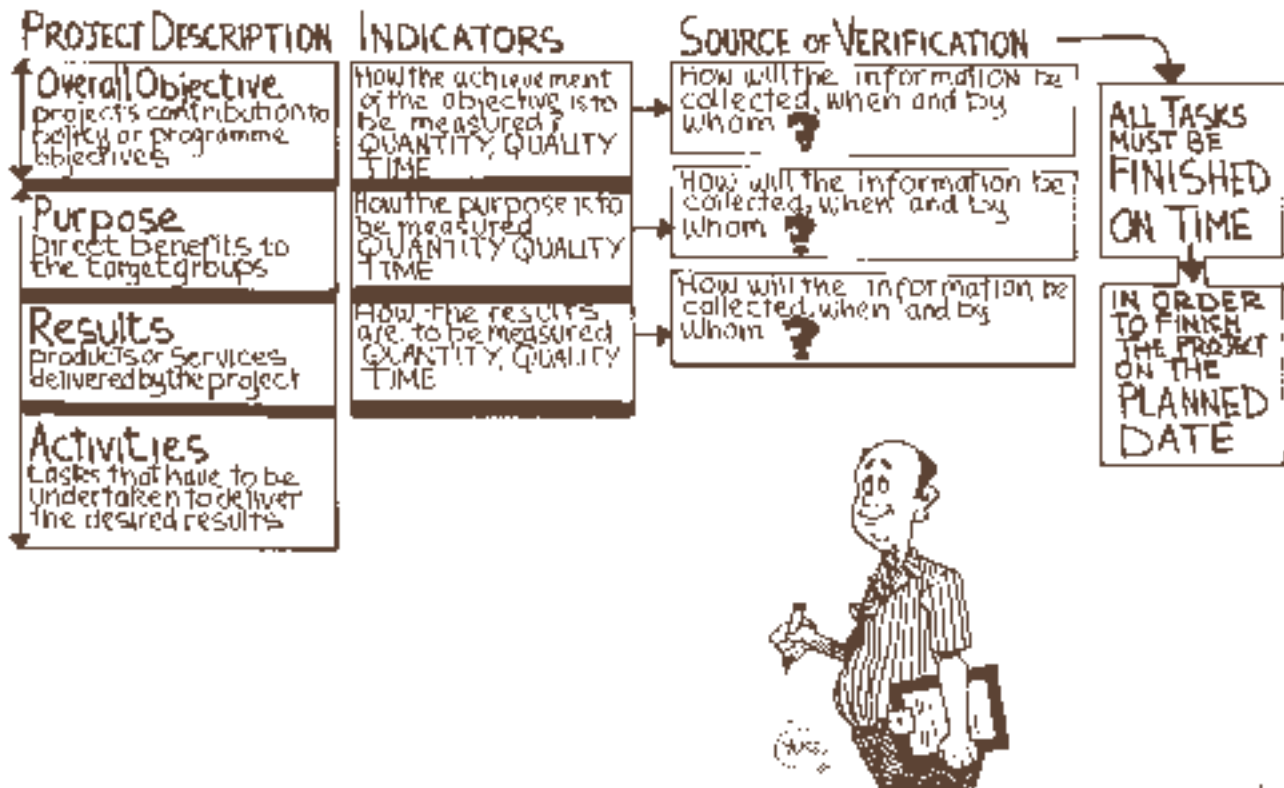 PROJECT DESCRIPTION
Overall Objective
project's contribution to
policy or programme
objectives
Purpose
Direct benefits to
the target groups
Results
products or services
delivered by the project
Activities
tasks that have to be
undertaken to deliver
the desired results
INDICATORS
How the achievement
of the abjective is to
be measured?
QUANTITY, QUALITY
TIME
How the purpose is to
be measured
QUANTITY QUALITY
TIME
How the results
are to be measured
QUANTITY, QUALITY
TIME
SOURCE OF VERIFICATION
How will the information be
collected, when and by
whom ?
How will the information be
collected, when and by
whom ?
How will the information be
collected, when and by
whom ?
ALL TASKS
MUST BE
FINISHED
ON TIME
IN ORDER
TO FINISH
THE PROJECT
ON THE
PLANNED
DATE